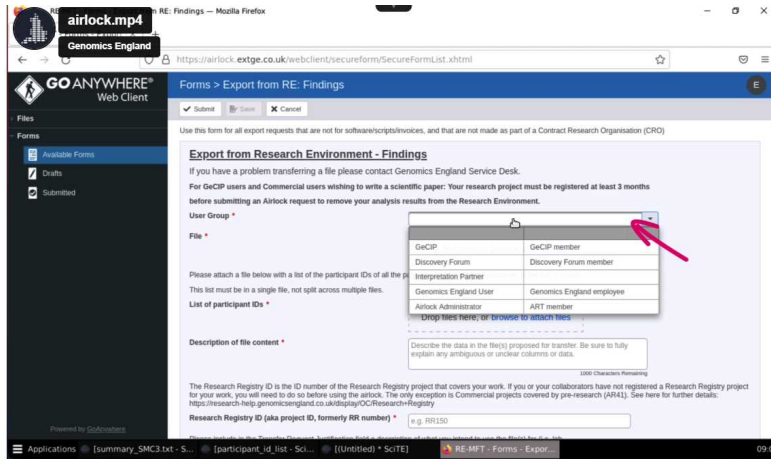 RE: Findings — Mozilla Firefox
airlock.mp4
Genomics England
https://airlock.extge.co.uk/webclient/secureform/SecureFormList.xhtml
GOANYWHERE®
Web Client
Forms > Export from RE: Findings
E
Submit
Save
Cancel
Files
Forms
Available Forms
Drafts
Submitted
Use this form for all export requests that are not for software/scripts/invoices, and that are not made as part of a Contract Research Organisation (CRO)
Export from Research Environment - Findings
If you have a problem transferring a file please contact Genomics England Service Desk.
For GeCIP users and Commercial users wishing to write a scientific paper: Your research project must be registered at least 3 months
before submitting an Airlock request to remove your analysis results from the Research Environment.
User Group *
File *
GeCIP GeCIP member
Discovery Forum Discovery Forum member
Interpretation Partner
Genomics England User Genomics England employee
Airlock Administrator ART member
Please attach a file below with a list of the participant IDs of all the
This list must be in a single file, not split across multiple files.
List of participant IDs *
Drop files here, or browse to attach files
Description of file content *
Describe the data in the file(s) proposed for transfer. Be sure to fully
explain any ambiguous or unclear columns or data.
1000 Characters Remaining
The Research Registry ID is the ID number of the Research Registry project that covers your work. If you or your collaborators have not registered a Research Registry project
for your work, you will need to do so before using the airlock. The only exception is Commercial projects covered by pre-research (AR41). See here for further details:
https://research-help.genomicsengland.co.uk/display/OC/Research+Registry
Research Registry ID (aka project ID, formerly RR number) *
e.g. RR150
Powered by GoAnywhere
Applications
[summary_SMC3.txt - S...
[participant_id_list - Sci...
[(Untitled) * SciTE]
RE-MFT - Forms - Expor...